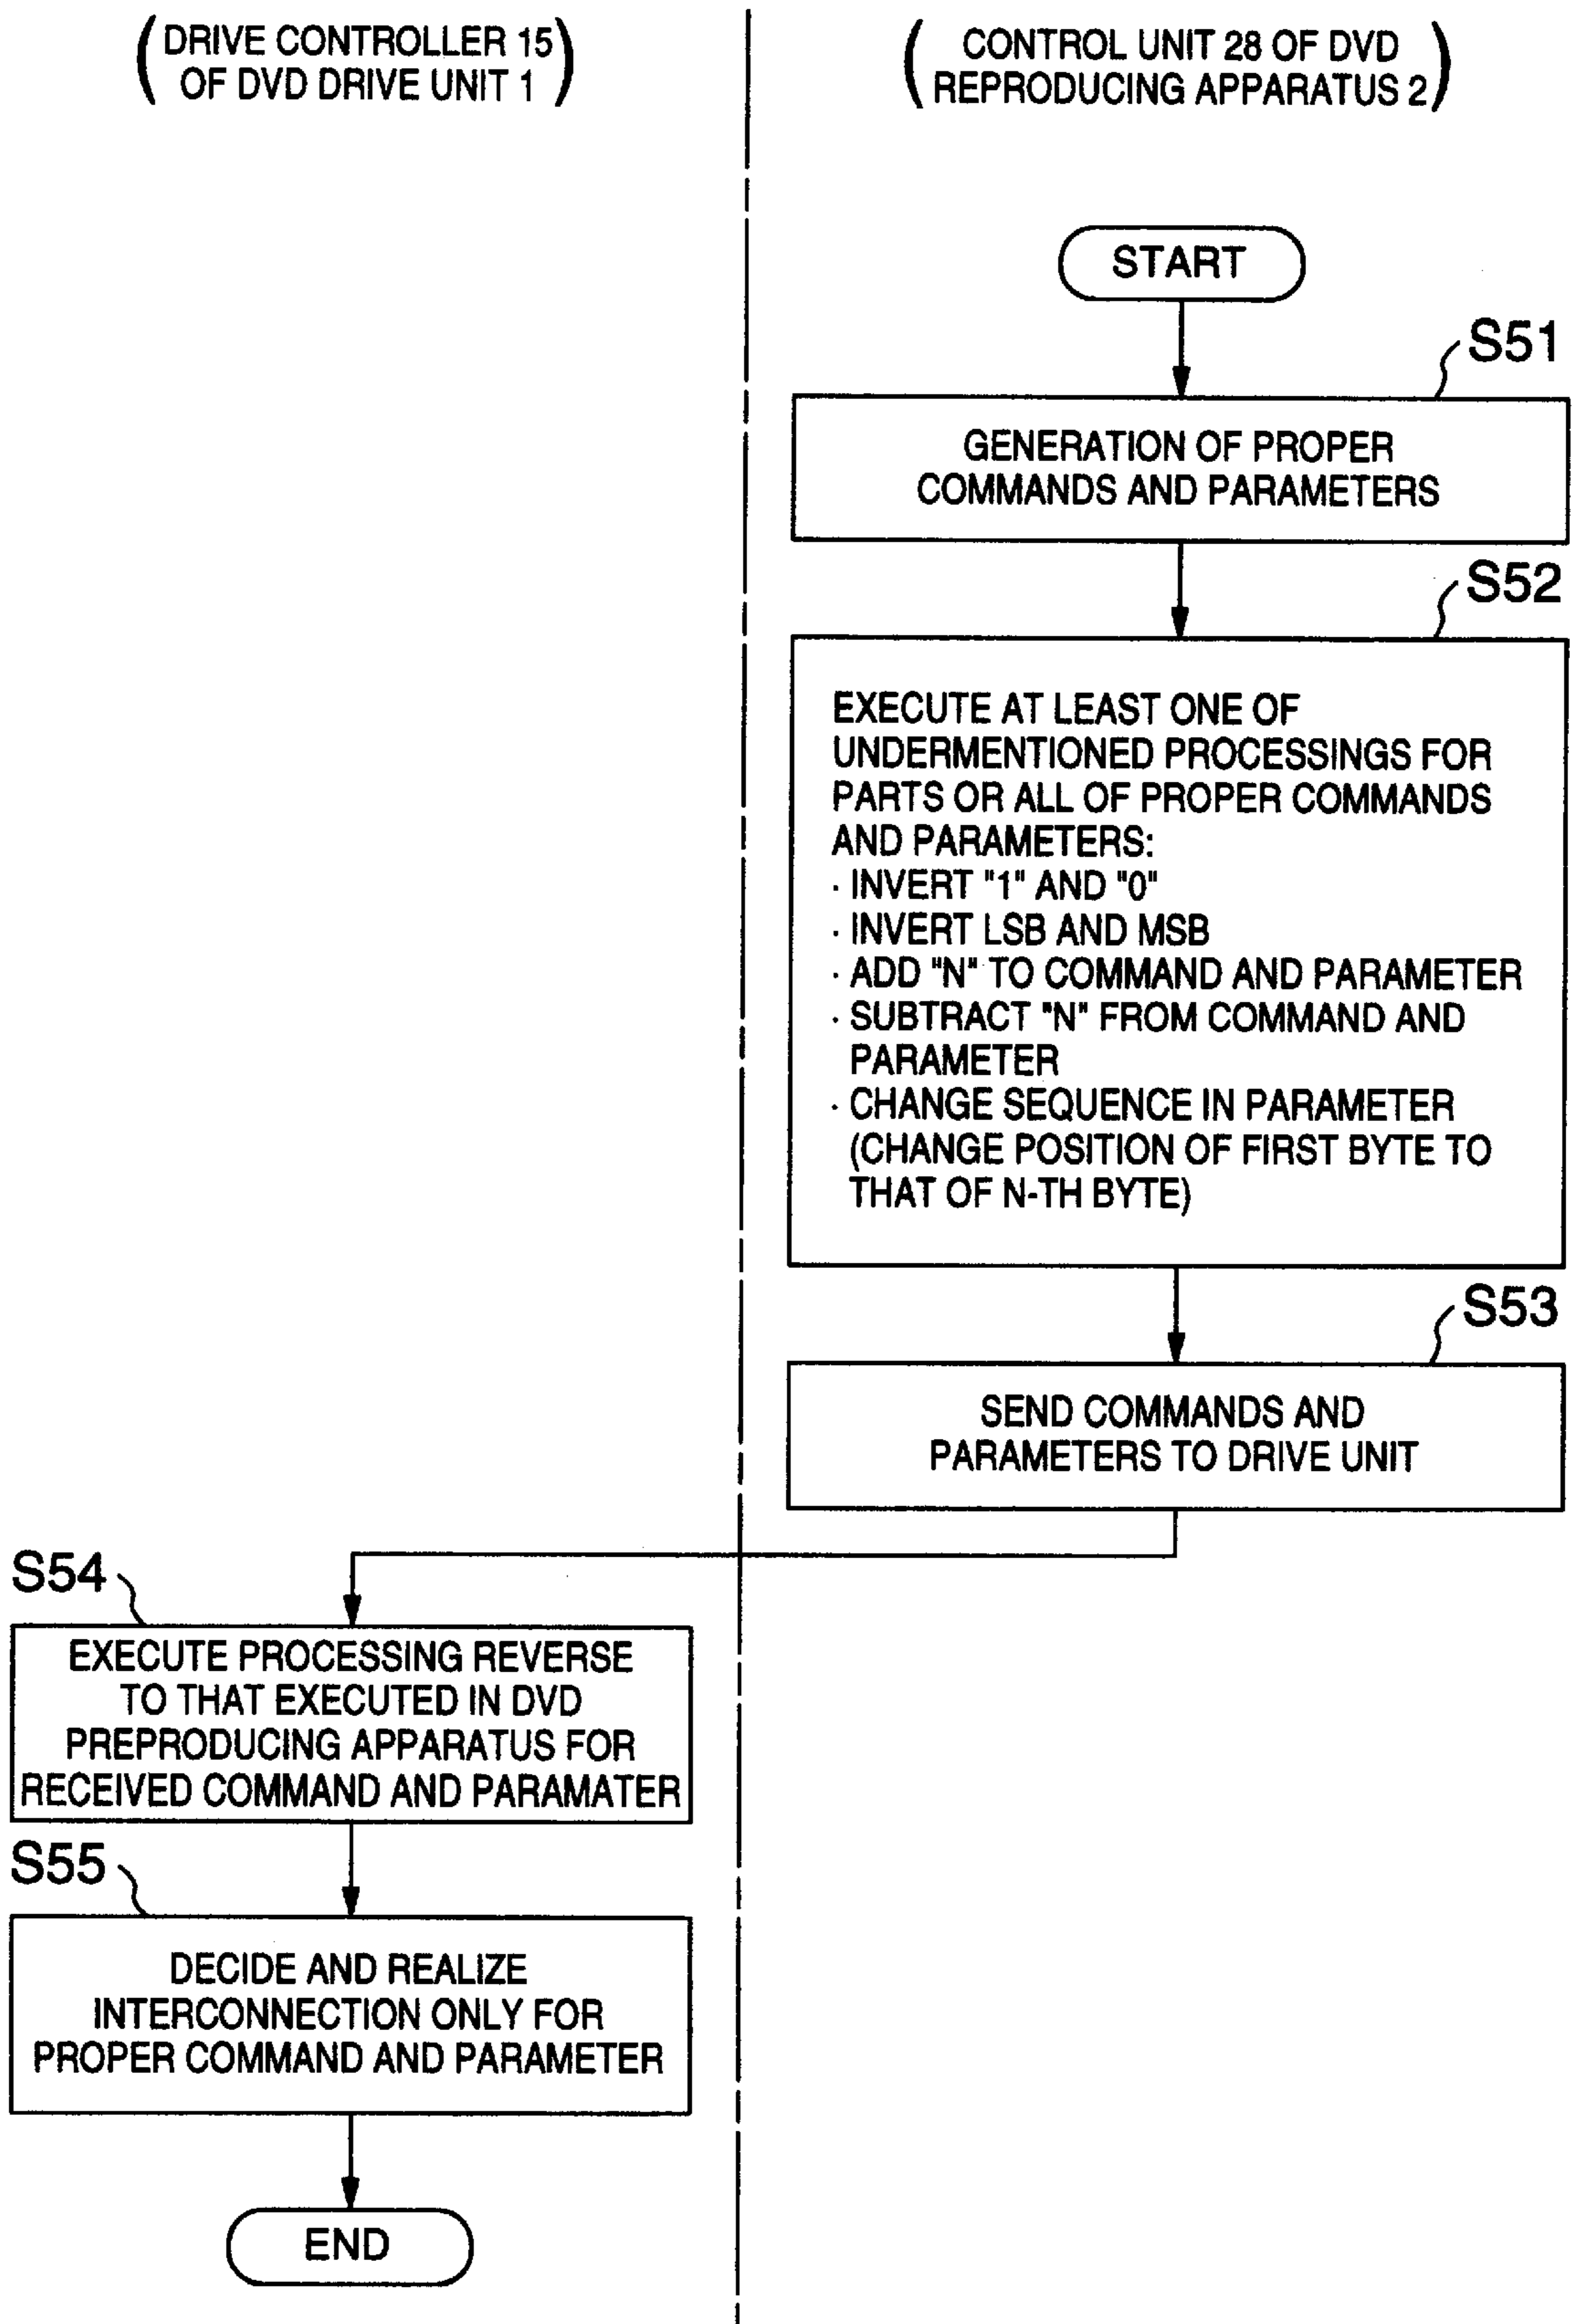 (DRIVE CONTROLLER 15
OF DVD DRIVE UNIT 1)
(CONTROL UNIT 28 OF DVD
REPRODUCING APPARATUS 2)
START
S51
GENERATION OF PROPER
COMMANDS AND PARAMETERS
S52
EXECUTE AT LEAST ONE OF
UNDERMENTIONED PROCESSINGS FOR
PARTS OR ALL OF PROPER COMMANDS
AND PARAMETERS:
· INVERT "1" AND "0"
· INVERT LSB AND MSB
· ADD "N" TO COMMAND AND PARAMETER
· SUBTRACT "N" FROM COMMAND AND
PARAMETER
· CHANGE SEQUENCE IN PARAMETER
(CHANGE POSITION OF FIRST BYTE TO
THAT OF N-TH BYTE)
S53
SEND COMMANDS AND
PARAMETERS TO DRIVE UNIT
S54
EXECUTE PROCESSING REVERSE
TO THAT EXECUTED IN DVD
PREPRODUCING APPARATUS FOR
RECEIVED COMMAND AND PARAMATER
S55
DECIDE AND REALIZE
INTERCONNECTION ONLY FOR
PROPER COMMAND AND PARAMETER
END